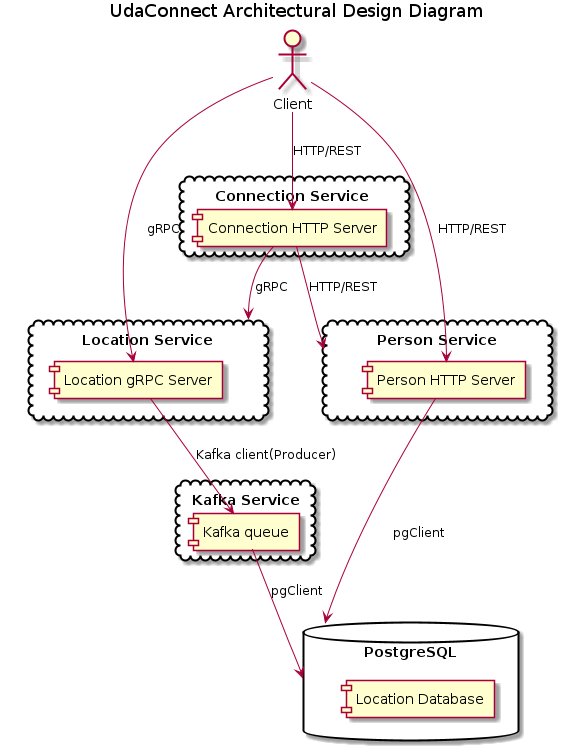 UdaConnect Architectural Design Diagram
Client
HTTP/REST
Connection Service
Connection HTTP Server
gRPC
HTTP/REST
gRPC
HTTP/REST
Location Service
Person Service
Location gRPC Server
Person HTTP Server
Kafka client(Producer)
Kafka Service
Kafka queue
pgClient
pgClient
PostgreSQL
Location Database